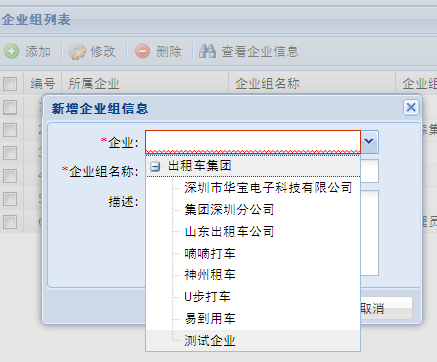 企业组列表
添加 修改 删除 查看企业信息
编号 所属企业 企业组名称 企业组
新增企业组信息
*企业:
出租车集团
*企业组名称:
深圳市华宝电子科技有限公司
描述:
集团深圳分公司
山东出租车公司
嘀嘀打车
神州租车
U步打车
易到用车
测试企业
取消